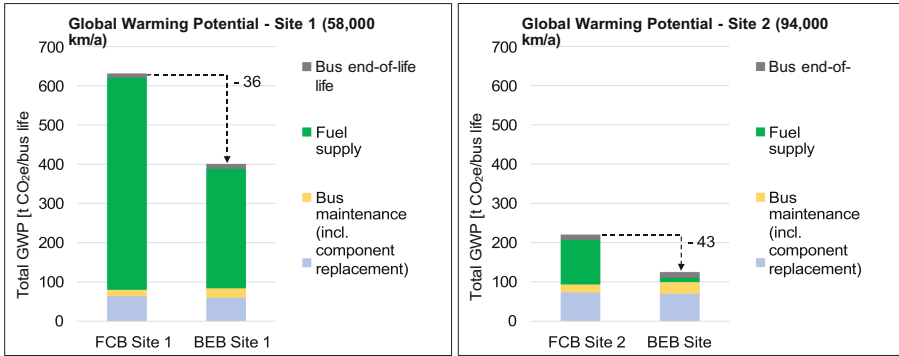 Global Warming Potential - Site 1 (58,000
km/a)
700
600
500
400
300
200
100
0
Total GWP [t CO₂e/bus life
- 36
FCB Site 1
BEB Site 1
Bus end-of-life
life
Fuel
supply
Bus
maintenance
(incl.
component
replacement)
Global Warming Potential - Site 2 (94,000
km/a)
700
600
500
400
300
200
100
0
Total GWP [t CO₂e/bus life
- 43
FCB Site 2
BEB Site
Bus end-of-
Fuel
supply
Bus
maintenance
(incl.
component
replacement)